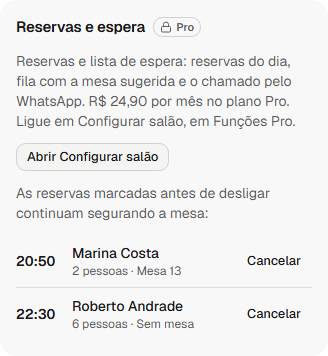 Reservas e espera Pro
Reservas e lista de espera: reservas do dia,
fila com a mesa sugerida e o chamado pelo
WhatsApp. R$ 24,90 por mês no plano Pro.
Ligue em Configurar salão, em Funções Pro.
Abrir Configurar salão
As reservas marcadas antes de desligar
continuam segurando a mesa:
20:50 Marina Costa Cancelar
2 pessoas · Mesa 13
22:30 Roberto Andrade Cancelar
6 pessoas · Sem mesa